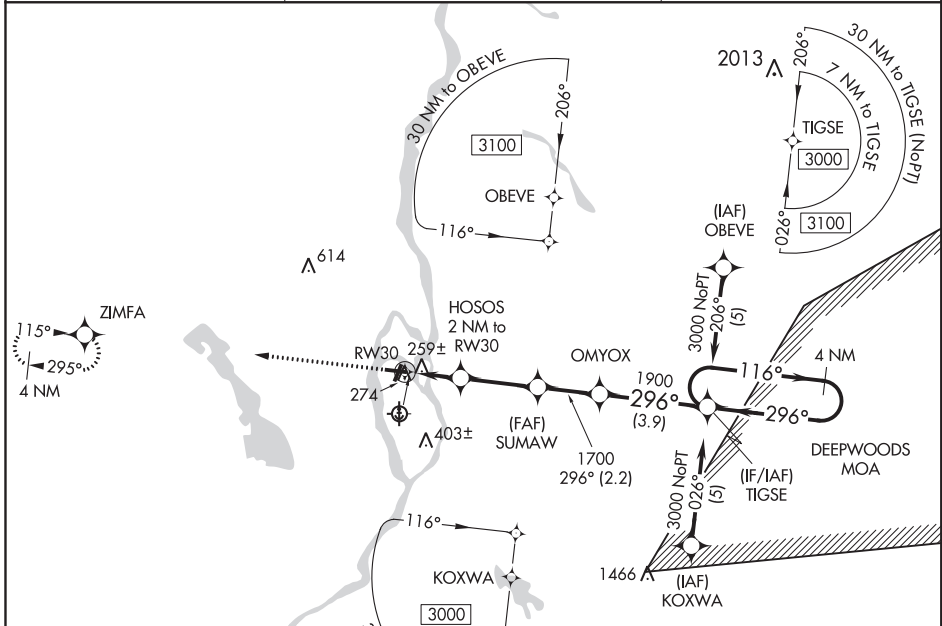 30 NM to OBEVE
206°
3100
OBEVE
116°
2013
206°
30 NM to TIGSE (NoPT)
7 NM to TIGSE
TIGSE
3000
026°
3100
(IAF)
OBEVE
614
ZIMFA
115°
295°
4 NM
HOSOS
2 NM to
RW30
RW30
259±
274
403±
(FAF)
SUMAW
OMYOX
1700
296° (2.2)
1900
296°
(3.9)
3000 NoPT
206°
(5)
116°
4 NM
296°
DEEPWOODS
MOA
(IF/IAF)
TIGSE
3000 NoPT
026°
(5)
1466
(IAF)
KOXWA
116°
KOXWA
3000